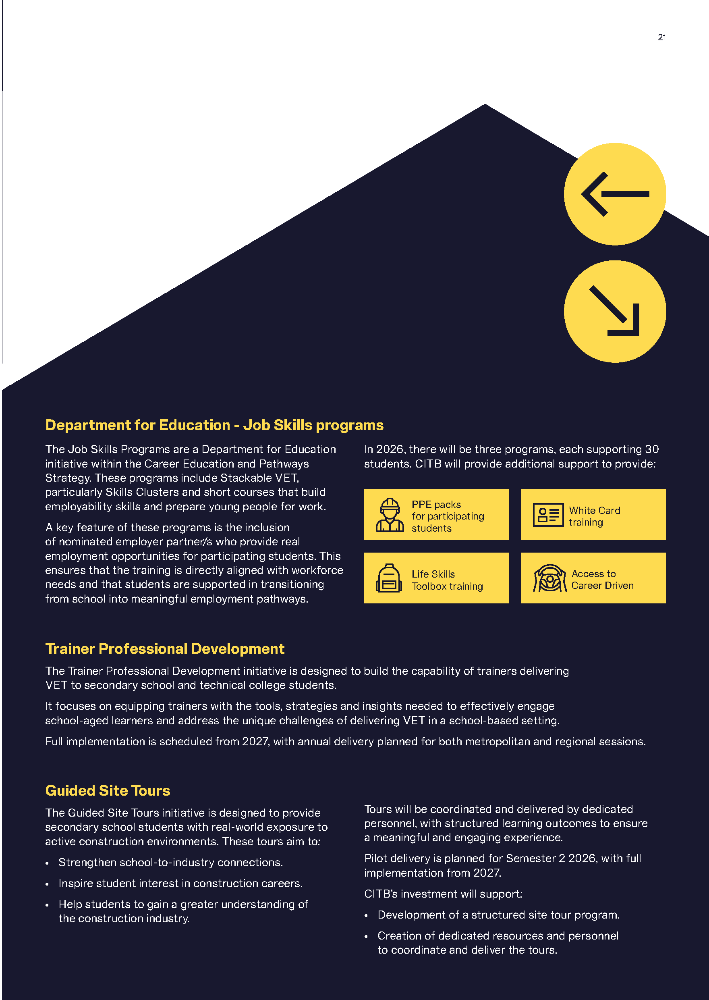 21
Department for Education - Job Skills programs
The Job Skills Programs are a Department for Education
initiative within the Career Education and Pathways
Strategy. These programs include Stackable VET,
particularly Skills Clusters and short courses that build
employability skills and prepare young people for work.
A key feature of these programs is the inclusion
of nominated employer partner/s who provide real
employment opportunities for participating students. This
ensures that the training is directly aligned with workforce
needs and that students are supported in transitioning
from school into meaningful employment pathways.
In 2026, there will be three programs, each supporting 30
students. CITB will provide additional support to provide:
PPE packs
for participating
students
White Card
training
Life Skills
Toolbox training
Access to
Career Driven
Trainer Professional Development
The Trainer Professional Development initiative is designed to build the capability of trainers delivering
VET to secondary school and technical college students.
It focuses on equipping trainers with the tools, strategies and insights needed to effectively engage
school-aged learners and address the unique challenges of delivering VET in a school-based setting.
Full implementation is scheduled from 2027, with annual delivery planned for both metropolitan and regional sessions.
Guided Site Tours
The Guided Site Tours initiative is designed to provide
secondary school students with real-world exposure to
active construction environments. These tours aim to:
• Strengthen school-to-industry connections.
• Inspire student interest in construction careers.
• Help students to gain a greater understanding of
the construction industry.
Tours will be coordinated and delivered by dedicated
personnel, with structured learning outcomes to ensure
a meaningful and engaging experience.
Pilot delivery is planned for Semester 2 2026, with full
implementation from 2027.
CITB’s investment will support:
• Development of a structured site tour program.
• Creation of dedicated resources and personnel
to coordinate and deliver the tours.